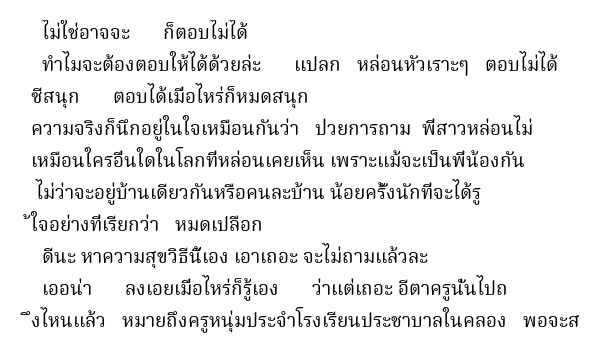 ไม่ใช่อาจจะ ก็ตอบไม่ได้
ทำไมจะต้องตอบให้ได้ด้วยล่ะ แปลก หล่อนหัวเราะๆ ตอบไม่ได้
ซีสนุก ตอบได้เมื่อไหร่ก็หมดสนุก
ความจริงก็นึกอยู่ในใจเหมือนกันว่า ป่วยการถาม พี่สาวหล่อนไม่
เหมือนใครอื่นใดในโลกที่หล่อนเคยเห็น เพราะแม้จะเป็นพี่น้องกัน
ไม่ว่าจะอยู่บ้านเดียวกันหรือคนละบ้าน น้อยครั้งนักที่จะได้รู
้ใจอย่างที่เรียกว่า หมดเปลือก
ดีนะ หาความสุขวิธีนี้เอง เอาเถอะ จะไม่ถามแล้วละ
เออน่า ลงเอยเมื่อไหร่ก็รู้เอง ว่าแต่เถอะ อีตาครูนั่นไปถ
ึงไหนแล้ว หมายถึงครูหนุ่มประจำโรงเรียนประชาบาลในคลอง พอจะส